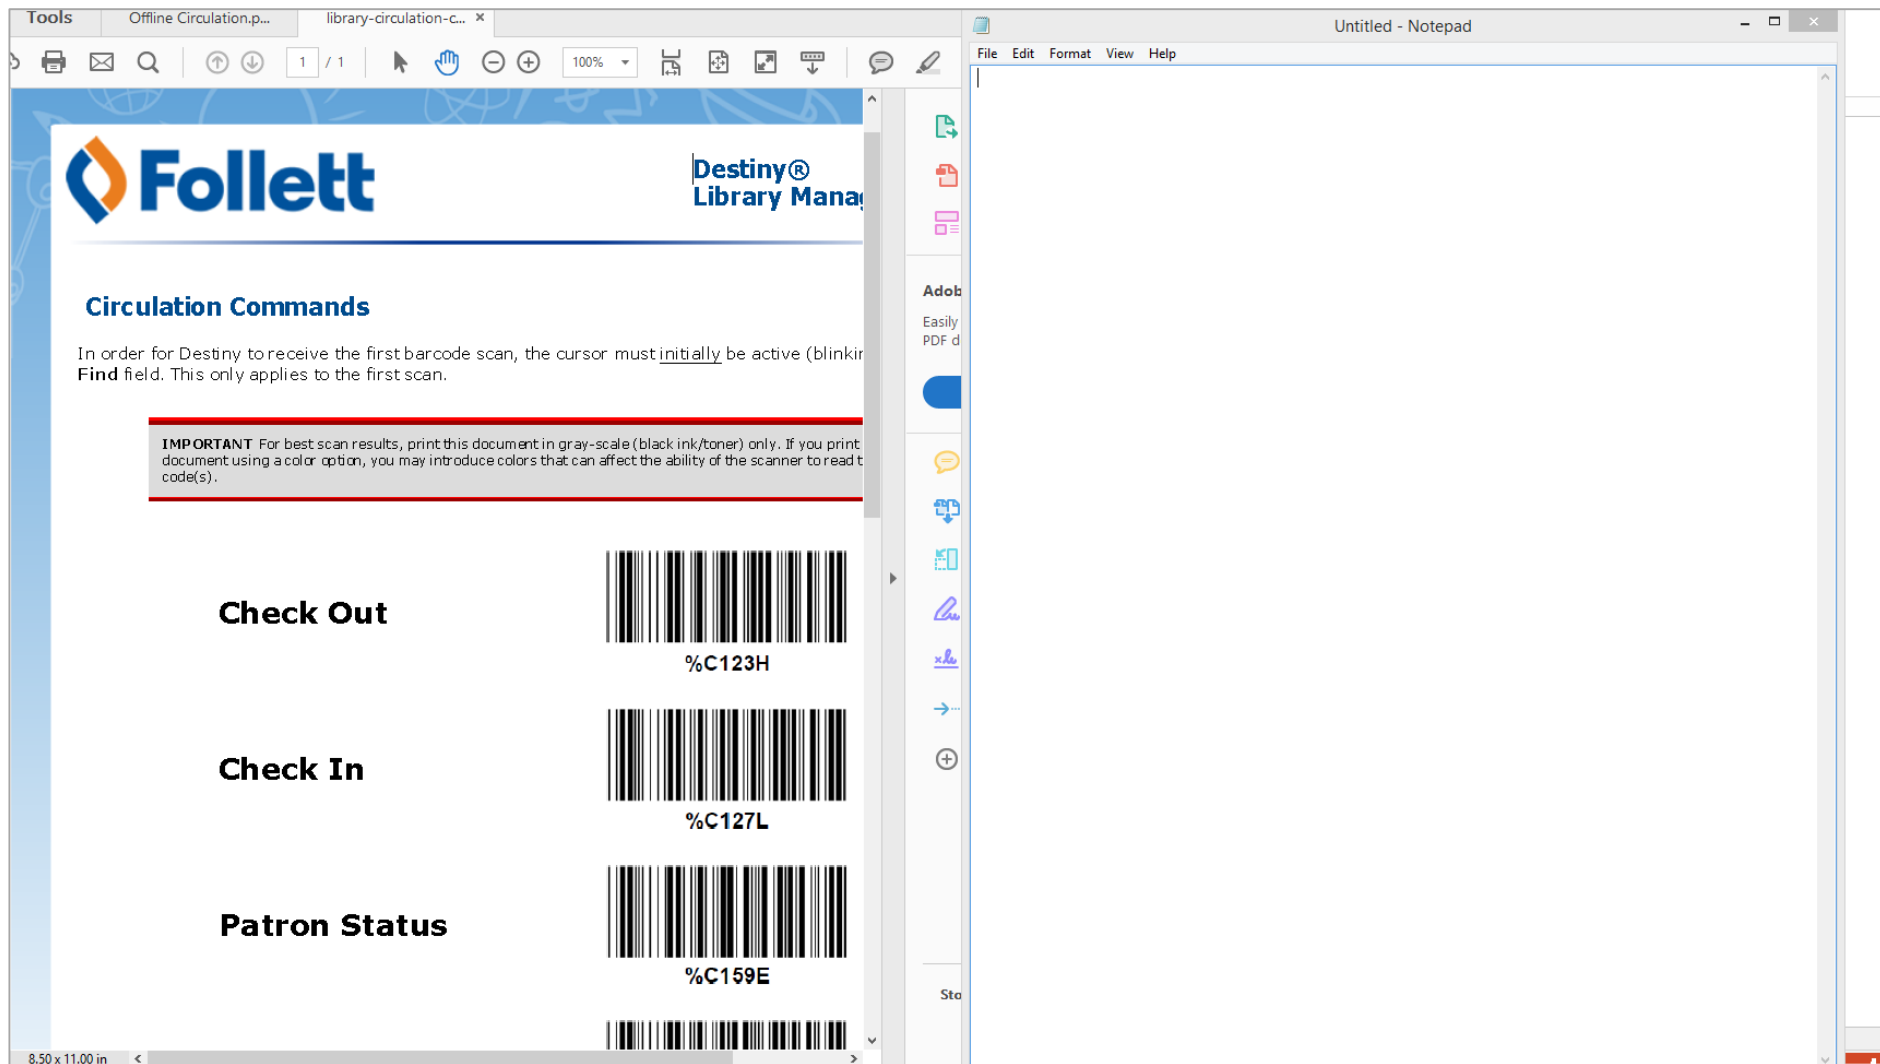 Tools
Offline Circulation.p...
library-circulation-c... ×
1 / 1
100%
Follett
Destiny®
Library Manag
Circulation Commands
In order for Destiny to receive the first barcode scan, the cursor must initially be active (blinkin
Find field. This only applies to the first scan.
IMPORTANT For best scan results, print this document in gray-scale (black ink/toner) only. If you print
document using a color option, you may introduce colors that can affect the ability of the scanner to read t
code(s).
Check Out
%C123H
Check In
%C127L
Patron Status
%C159E
8.50 x 11.00 in
Adob
Easily
PDF d
Sto
Untitled - Notepad
File Edit Format View Help